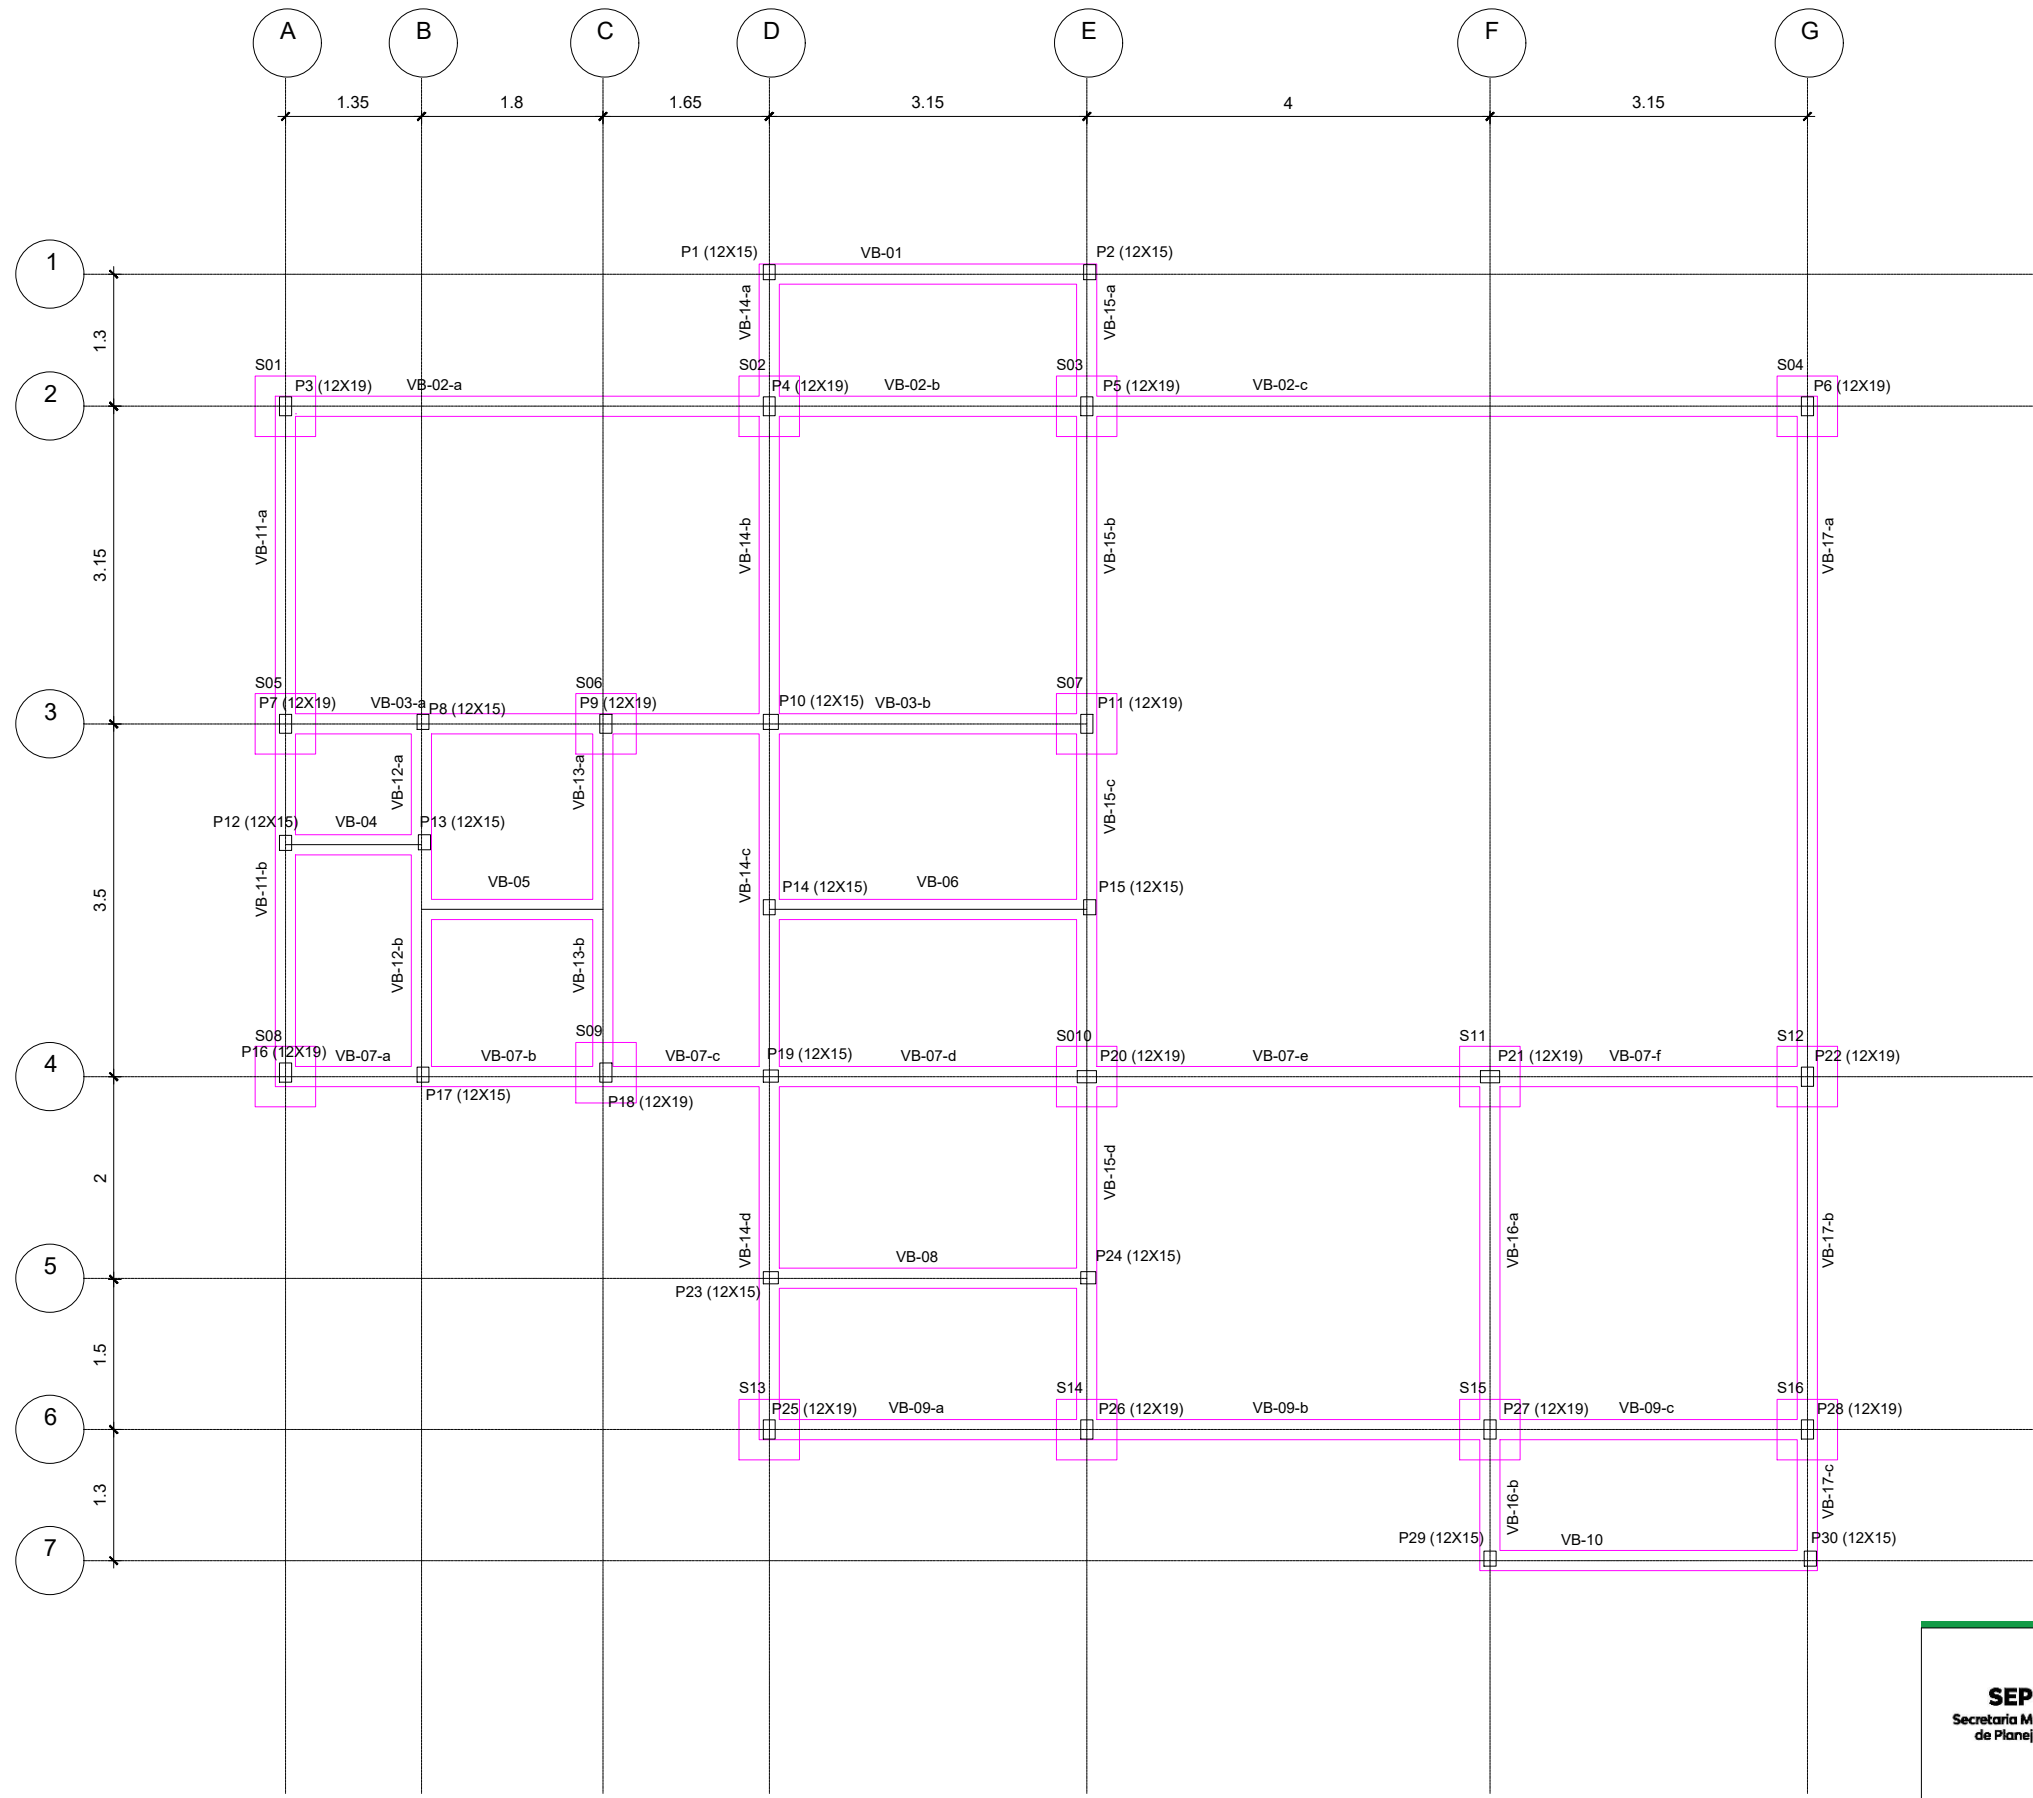 A B C D E F G
1.35 1.8 1.65 3.15 4 3.15
P1 (12X15) VB-01 P2 (12X15)
1
VB-14-a VB-15-a
1.3
S01 S02 S03 S04
P3 (12X19) VB-02-a P4 (12X19) VB-02-b P5 (12X19) VB-02-c P6 (12X19)
2
VB-11-a VB-14-b VB-15-b VB-17-a
3.15
S05 S06 S07
P7 (12X19) VB-03-a P8 (12X15) P9 (12X19) P10 (12X15) VB-03-b P11 (12X19)
3
VB-12-a VB-13-a VB-15-c
P12 (12X15) VB-04 P13 (12X15)
VB-11-b VB-14-c
VB-05 P14 (12X15) VB-06 P15 (12X15)
3.5
VB-12-b VB-13-b
S08 S09 S010 S11 S12
P16 (12X19) VB-07-a VB-07-b VB-07-c P19 (12X15) VB-07-d P20 (12X19) VB-07-e P21 (12X19) VB-07-f P22 (12X19)
4
P17 (12X15) P18 (12X19)
2
VB-15-d
VB-14-d VB-16-a VB-17-b
VB-08 P24 (12X15)
5
P23 (12X15)
1.5
S13 S14 S15 S16
P25 (12X19) VB-09-a P26 (12X19) VB-09-b P27 (12X19) VB-09-c P28 (12X19)
6
1.3
VB-16-b VB-17-c
P29 (12X15) VB-10 P30 (12X15)
7
SEP
Secretaria M
de Planej